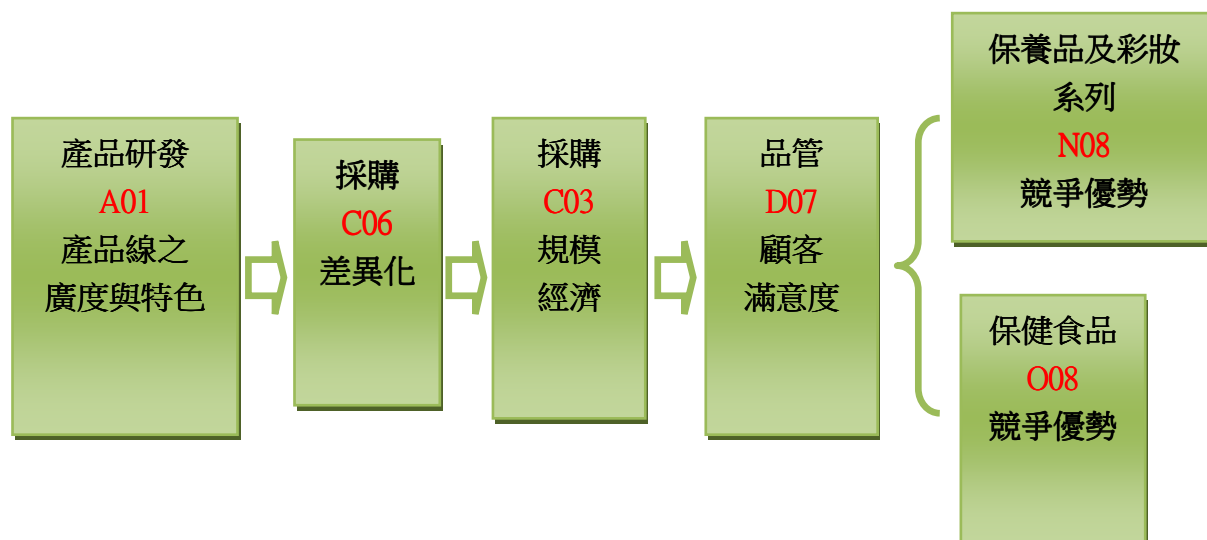 產品研發
A01
產品線之
廣度與特色
採購
C06
差異化
採購
C03
規模
經濟
品管
D07
顧客
滿意度
保養品及彩妝
系列
N08
競爭優勢
保健食品
O08
競爭優勢